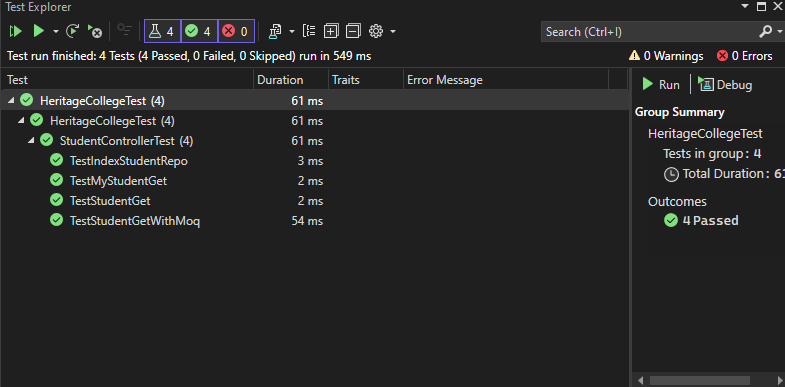 Test Explorer
4 4 0
Search (Ctrl+I)
Test run finished: 4 Tests (4 Passed, 0 Failed, 0 Skipped) run in 549 ms
0 Warnings 0 Errors
Test Duration Traits Error Message
HeritageCollegeTest (4) 61 ms
HeritageCollegeTest (4) 61 ms
StudentControllerTest (4) 61 ms
TestIndexStudentRepo 3 ms
TestMyStudentGet 2 ms
TestStudentGet 2 ms
TestStudentGetWithMoq 54 ms
Run Debug
Group Summary
HeritageCollegeTest
Tests in group: 4
Total Duration: 61
Outcomes
4 Passed